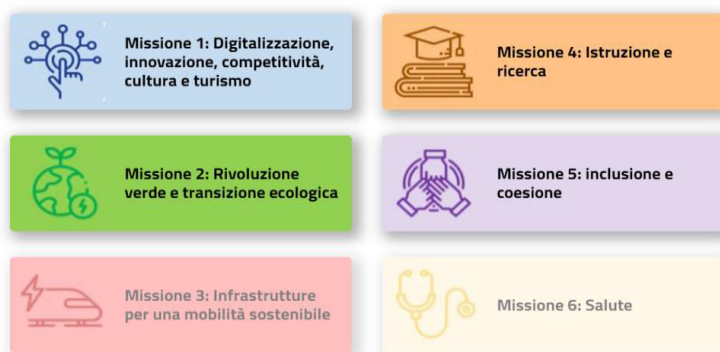 Missione 1: Digitalizzazione,
innovazione, competitività,
cultura e turismo
Missione 4: Istruzione e
ricerca
Missione 2: Rivoluzione
verde e transizione ecologica
Missione 5: inclusione e
coesione
Missione 3: Infrastrutture
per una mobilità sostenibile
Missione 6: Salute